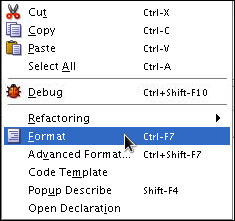 Cut Ctrl-X
Copy Ctrl-C
Paste Ctrl-V
Select All Ctrl-A
Debug Ctrl+Shift-F10
Refactoring
Format Ctrl-F7
Advanced Format... Ctrl+Shift-F7
Code Template
Popup Describe Shift-F4
Open Declaration